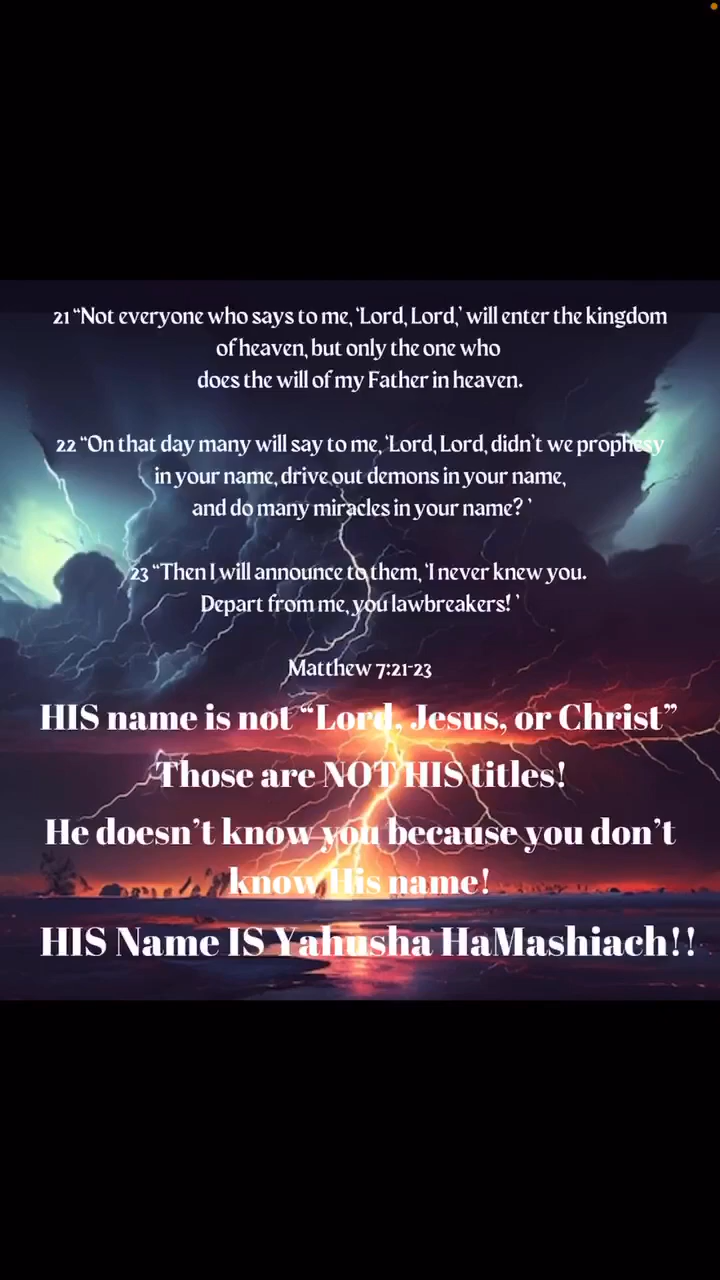 21 “Not everyone who says to me, ‘Lord, Lord,’ will enter the kingdom
of heaven, but only the one who
does the will of my Father in heaven.
22 “On that day many will say to me, ‘Lord, Lord, didn’t we prophesy
in your name, drive out demons in your name,
and do many miracles in your name? ’
23 “Then I will announce to them, ‘I never knew you.
Depart from me, you lawbreakers! ’
Matthew 7:21-23
HIS name is not “Lord, Jesus, or Christ”
Those are NOT HIS titles!
He doesn’t know you because you don’t
know His name!
HIS Name IS Yahusha HaMashiach!!